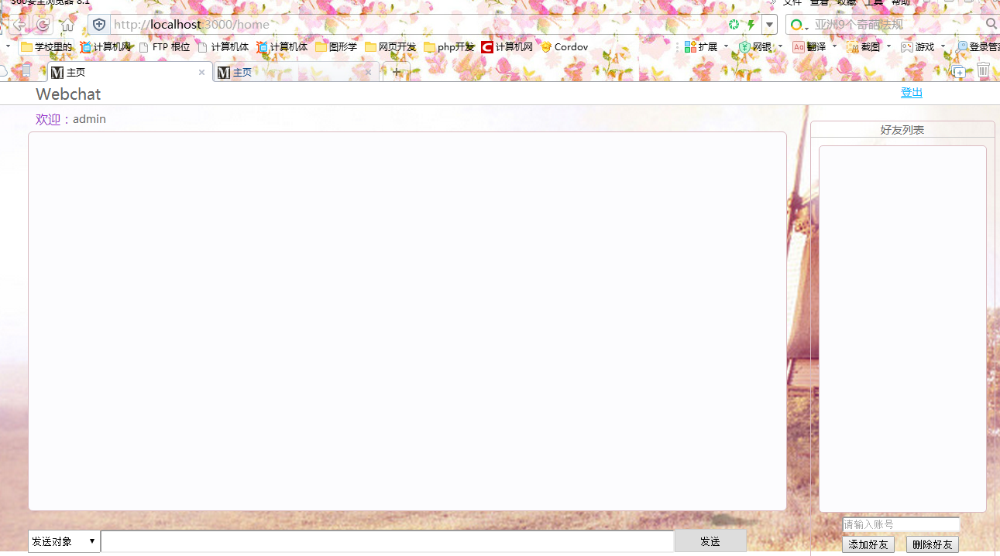 360安全浏览器 8.1 文件 查看 收藏 工具 帮助
http://localhost:3000/home 亚洲9个奇葩法规
学校里的 计算机网 FTP 根位 计算机体 计算机体 图形学 网页开发 php开发 计算机网 Cordov 扩展 网银 翻译 截图 游戏 登录管家
主页 主页
Webchat 登出
欢迎：admin
好友列表
请输入账号
发送对象 发送
添加好友 删除好友